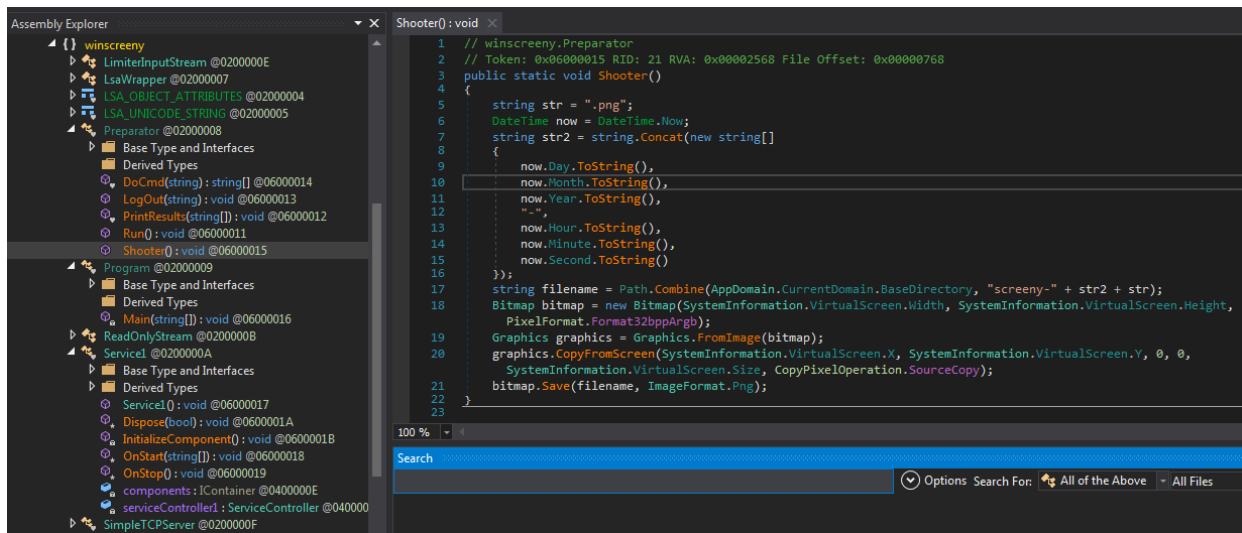 Assembly Explorer
{ } winscreeny
LimiterInputStream @0200000E
LsaWrapper @02000007
LSA_OBJECT_ATTRIBUTES @02000004
LSA_UNICODE_STRING @02000005
Preparator @02000008
Base Type and Interfaces
Derived Types
DoCmd(string) : string[] @06000014
LogOut(string) : void @06000013
PrintResults(string[]) : void @06000012
Run() : void @06000011
Shooter() : void @06000015
Program @02000009
Base Type and Interfaces
Derived Types
Main(string[]) : void @06000016
ReadOnlyStream @0200000B
Service1 @0200000A
Base Type and Interfaces
Derived Types
Service1() : void @06000017
Dispose(bool) : void @0600001A
InitializeComponent() : void @0600001B
OnStart(string[]) : void @06000018
OnStop() : void @06000019
components : IContainer @0400000E
serviceController1 : ServiceController @040000
SimpleTCPServer @0200000F
Shooter() : void
1 // winscreeny.Preparator
2 // Token: 0x06000015 RID: 21 RVA: 0x00002568 File Offset: 0x00000768
3 public static void Shooter()
4 {
5 string str = ".png";
6 DateTime now = DateTime.Now;
7 string str2 = string.Concat(new string[]
8 {
9 now.Day.ToString(),
10 now.Month.ToString(),
11 now.Year.ToString(),
12 "-",
13 now.Hour.ToString(),
14 now.Minute.ToString(),
15 now.Second.ToString()
16 });
17 string filename = Path.Combine(AppDomain.CurrentDomain.BaseDirectory, "screeny-" + str2 + str);
18 Bitmap bitmap = new Bitmap(SystemInformation.VirtualScreen.Width, SystemInformation.VirtualScreen.Height,
PixelFormat.Format32bppArgb);
19 Graphics graphics = Graphics.FromImage(bitmap);
20 graphics.CopyFromScreen(SystemInformation.VirtualScreen.X, SystemInformation.VirtualScreen.Y, 0, 0,
SystemInformation.VirtualScreen.Size, CopyPixelOperation.SourceCopy);
21 bitmap.Save(filename, ImageFormat.Png);
22 }
23
100 %
Search
Options Search For: All of the Above All Files